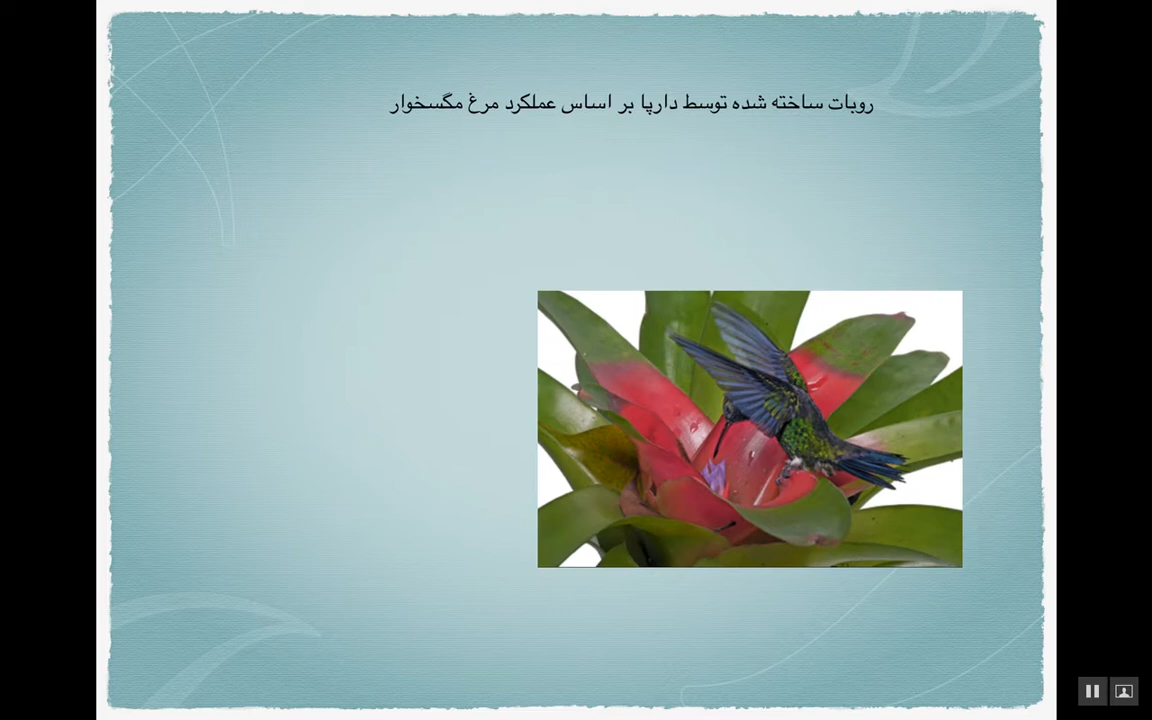 روبات ساخته شده توسط دارپا بر اساس عملکرد مرغ مگسخوار